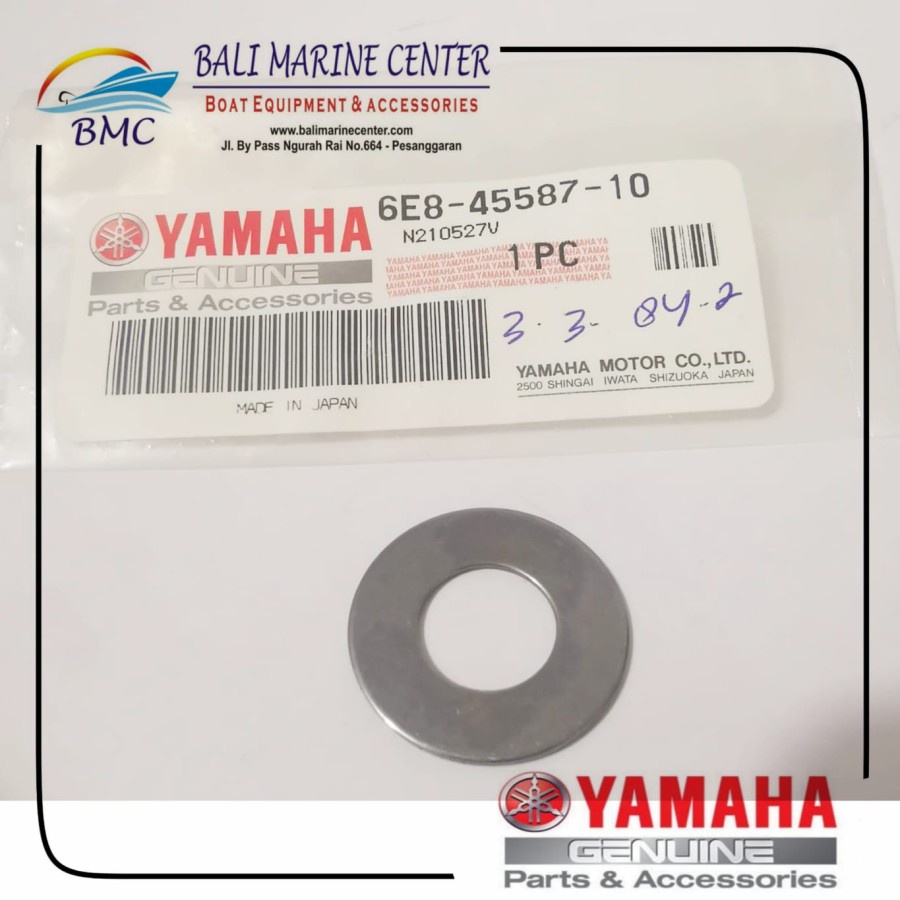 BMC
BALI MARINE CENTER
BOAT EQUIPMENT & ACCESSORIES
www.balimarinecenter.com
Jl. By Pass Ngurah Rai No.664 - Pesanggaran
YAMAHA
GENUINE
Parts & Accessories
6E8-45587-10
N210527V
1 PC
3. 3. 84-2
YAMAHA MOTOR CO.,LTD.
2500 SHINGAI IWATA SHIZUOKA JAPAN
MADE IN JAPAN
YAMAHA
GENUINE
Parts & Accessories